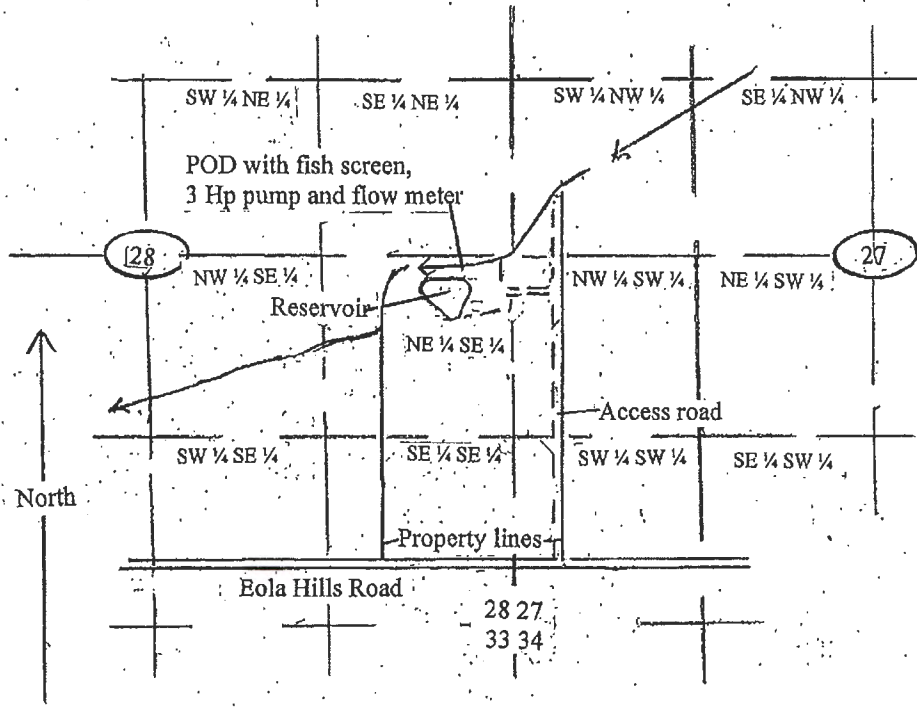 SW ¼ NE ¼
SE ¼ NE ¼
SW ¼ NW ¼
SE ¼ NW ¼
POD with fish screen,
3 Hp pump and flow meter
28
NW ¼ SE ¼
NW ¼ SW ¼
NE ¼ SW ¼
27
Reservoir
NE ¼ SE ¼
Access road
SW ¼ SE ¼
SE ¼ SE ¼
SW ¼ SW ¼
SE ¼ SW ¼
North
Property lines
Eola Hills Road
28 27
33 34